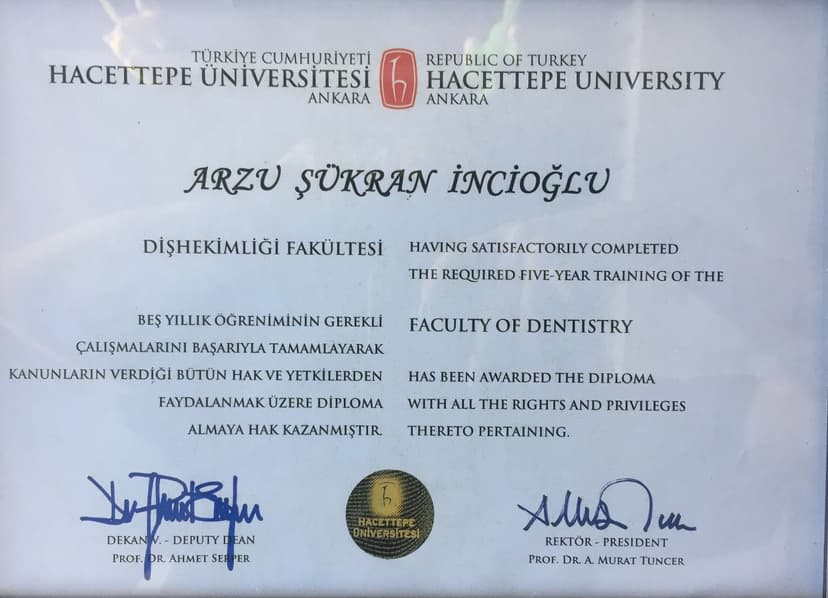 TÜRKİYE CUMHURİYETİ
HACETTEPE ÜNİVERSİTESİ
ANKARA
REPUBLIC OF TURKEY
HACETTEPE UNIVERSITY
ANKARA
ARZU ŞÜKRAN İNCİOĞLU
DİŞHEKİMLİĞİ FAKÜLTESİ
BEŞ YILLIK ÖĞRENİMİNİN GEREKLİ
ÇALIŞMALARINI BAŞARIYLA TAMAMLAYARAK
KANUNLARIN VERDİĞİ BÜTÜN HAK VE YETKİLERDEN
FAYDALANMAK ÜZERE DİPLOMA
ALMAYA HAK KAZANMIŞTIR.
HAVING SATISFACTORILY COMPLETED
THE REQUIRED FIVE-YEAR TRAINING OF THE
FACULTY OF DENTISTRY
HAS BEEN AWARDED THE DIPLOMA
WITH ALL THE RIGHTS AND PRIVILEGES
THERETO PERTAINING.
DEKAN V. - DEPUTY DEAN
PROF. DR. AHMET SERPER
HACETTEPE
ÜNİVERSİTESİ
REKTÖR - PRESIDENT
PROF. DR. A. MURAT TUNCER